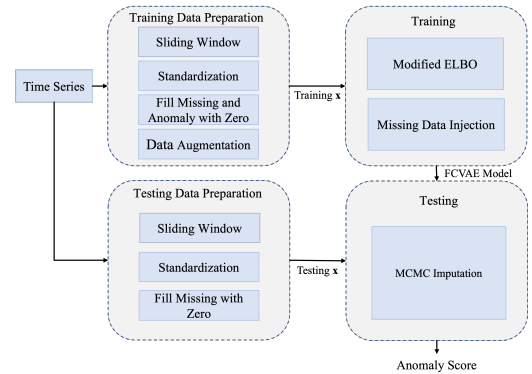 Training Data Preparation
Sliding Window
Standardization
Fill Missing and
Anomaly with Zero
Data Augmentation
Time Series
Training x
Training
Modified ELBO
Missing Data Injection
FCVAE Model
Testing Data Preparation
Sliding Window
Standardization
Fill Missing with
Zero
Testing x
Testing
MCMC Imputation
Anomaly Score